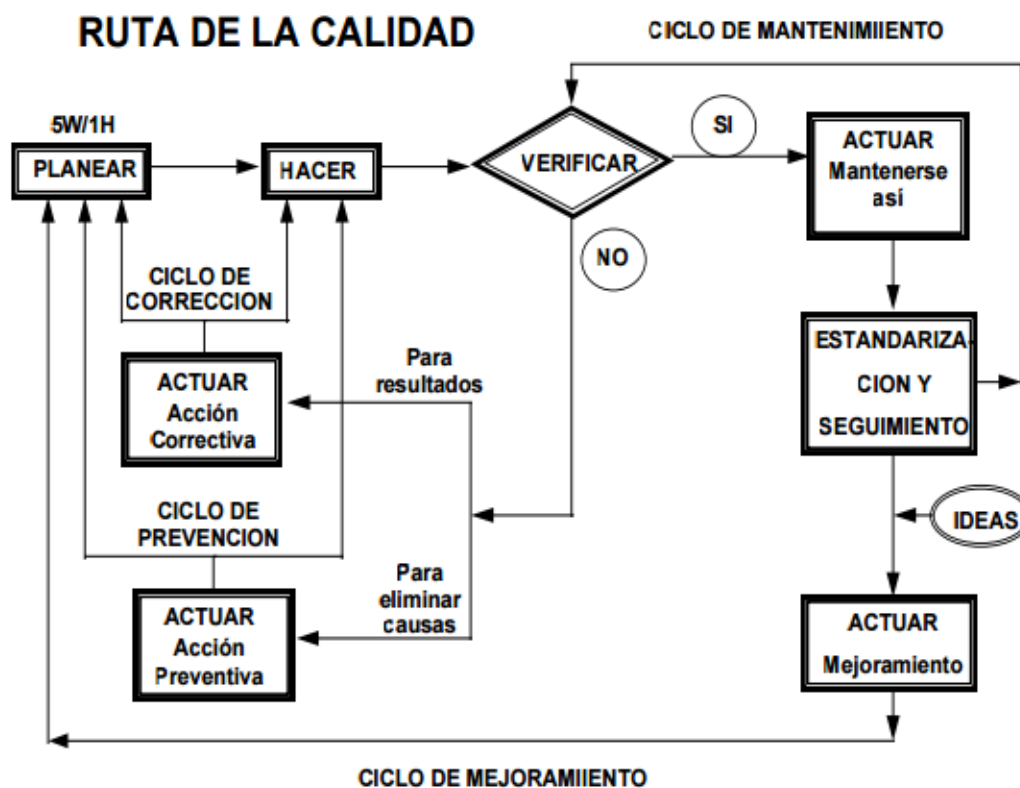 RUTA DE LA CALIDAD
CICLO DE MANTENIMIENTO
5W/1H
PLANEAR
HACER
VERIFICAR
SI
ACTUAR
Mantenerse
así
NO
CICLO DE
CORRECCION
ACTUAR
Acción
Correctiva
Para
resultados
ESTANDARIZA-
CION Y
SEGUIMIENTO
CICLO DE
PREVENCION
IDEAS
Para
eliminar
causas
ACTUAR
Acción
Preventiva
ACTUAR
Mejoramiento
CICLO DE MEJORAMIENTO